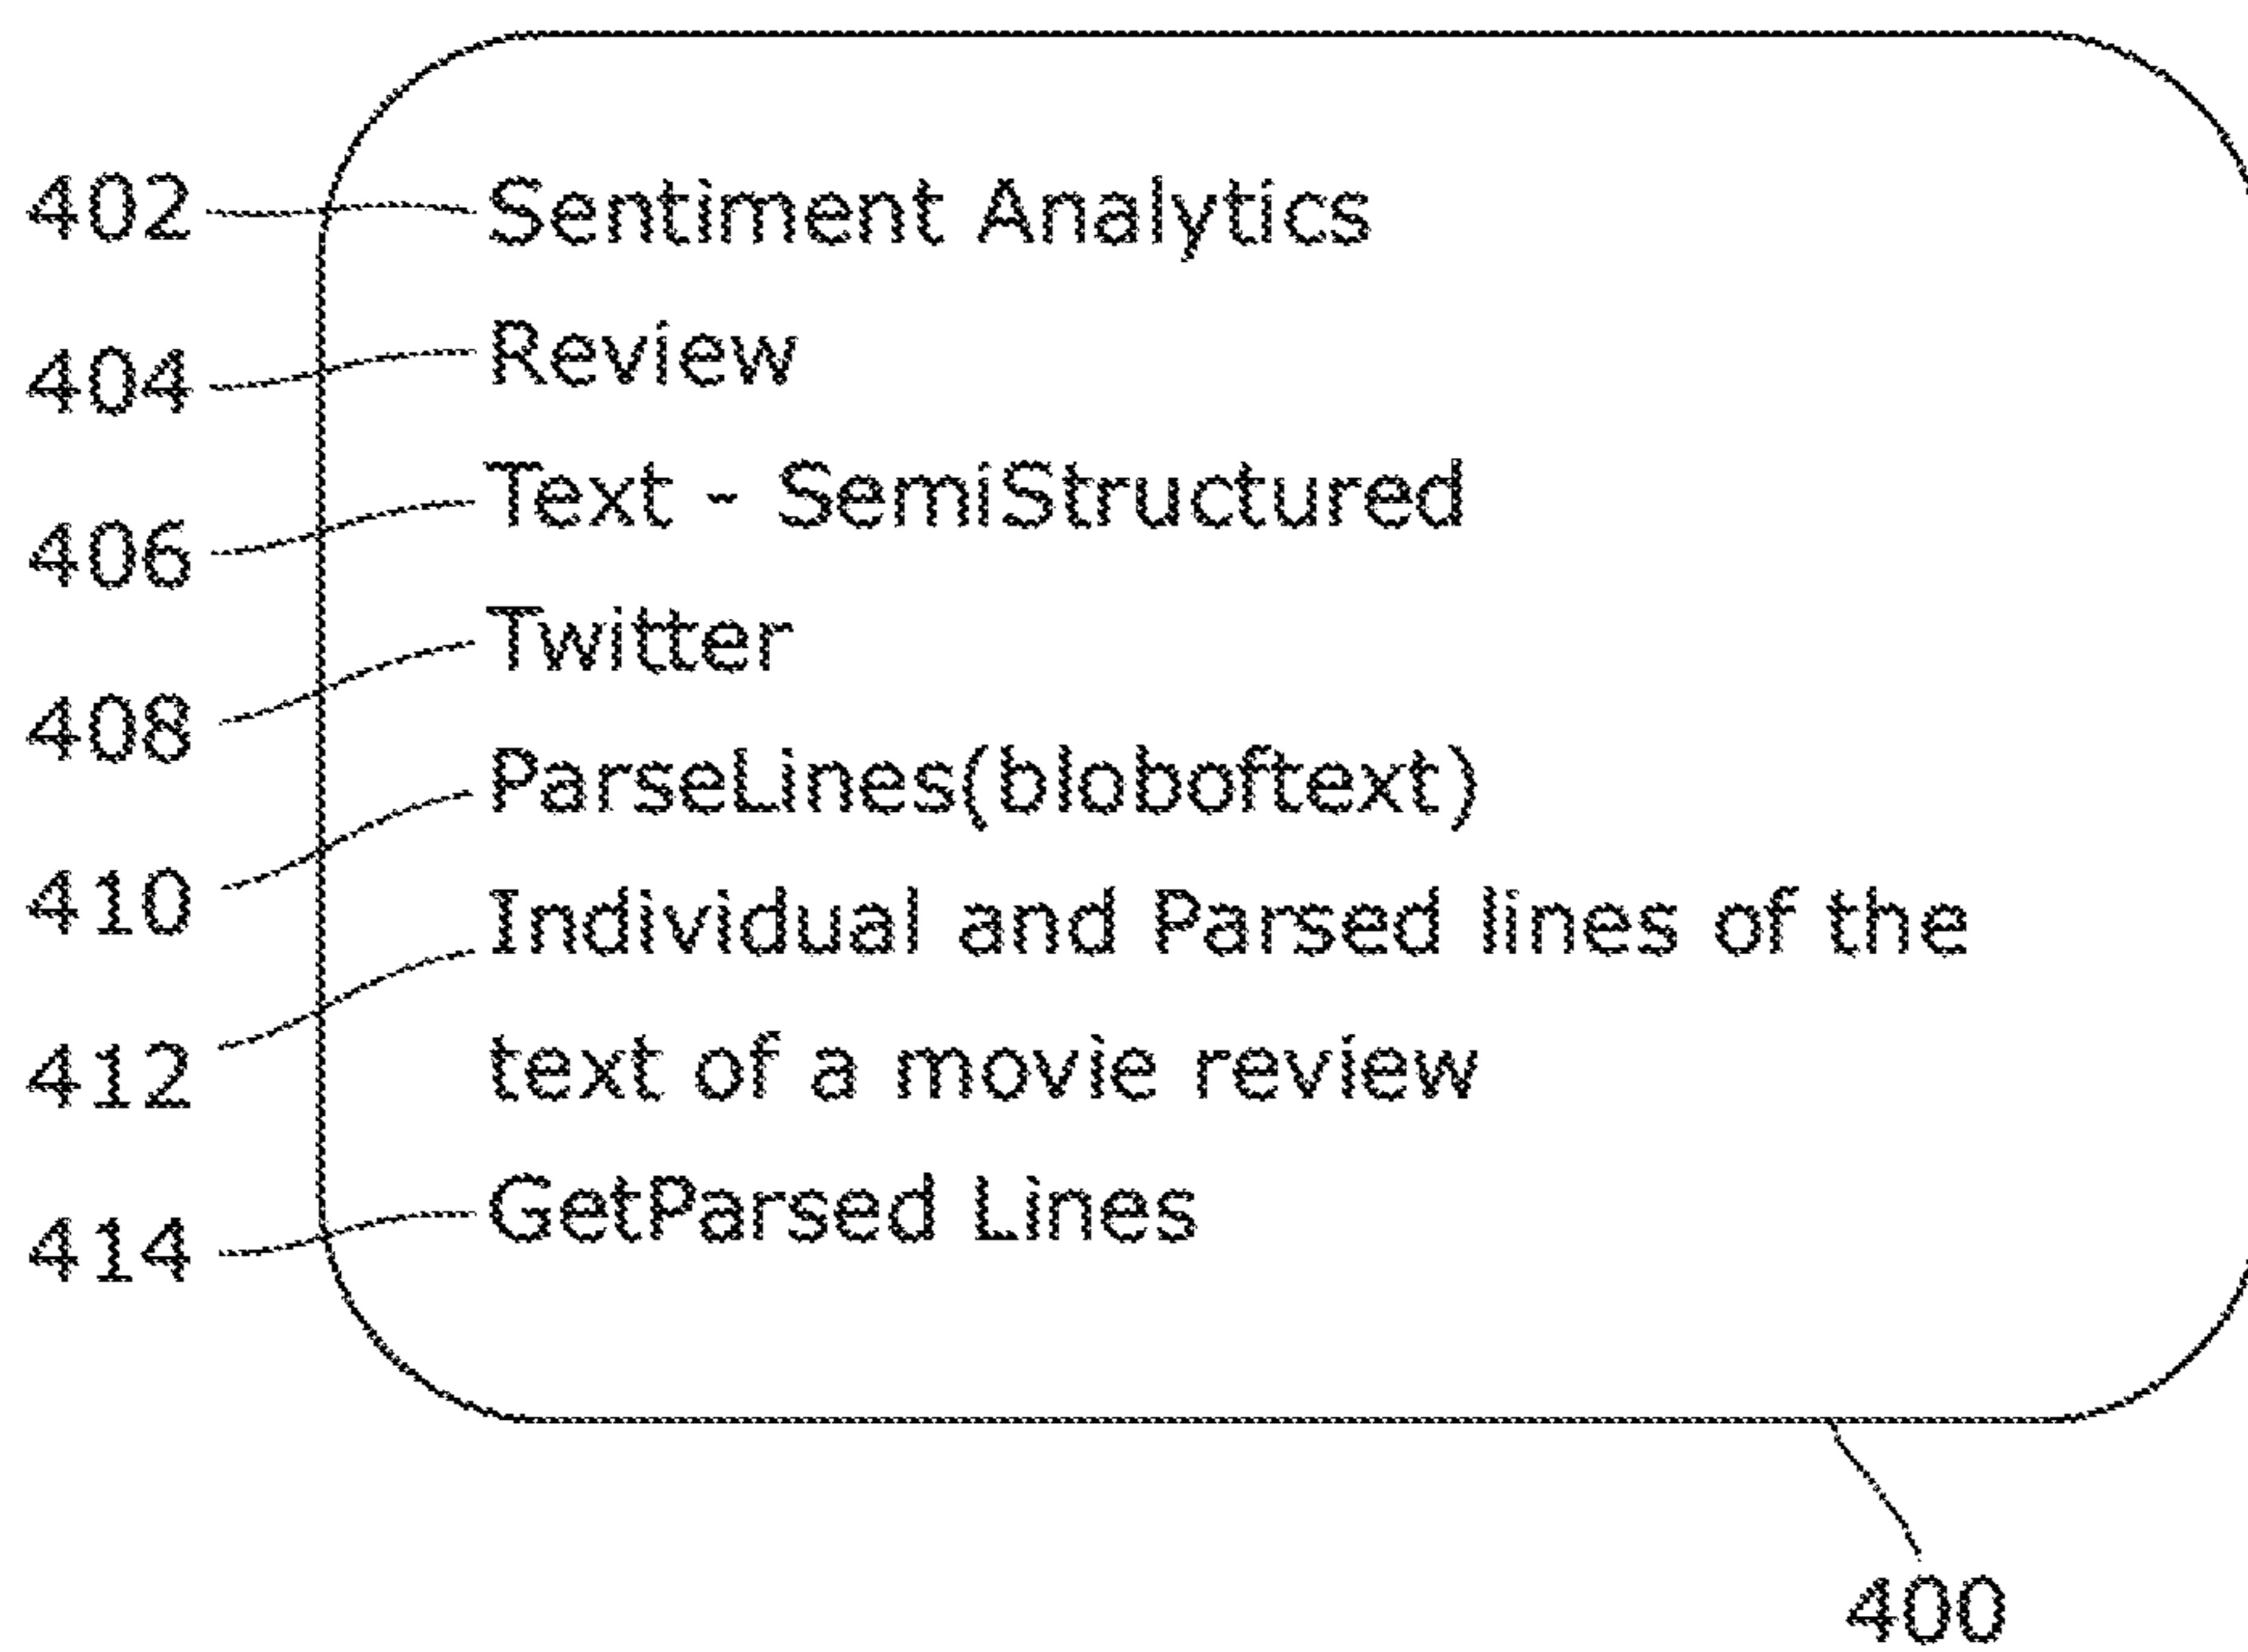 402 Sentiment Analytics
404 Review
406 Text - SemiStructured
408 Twitter
410 ParseLines(bloboftext)
412 Individual and Parsed lines of the
text of a movie review
414 GetParsed Lines
400